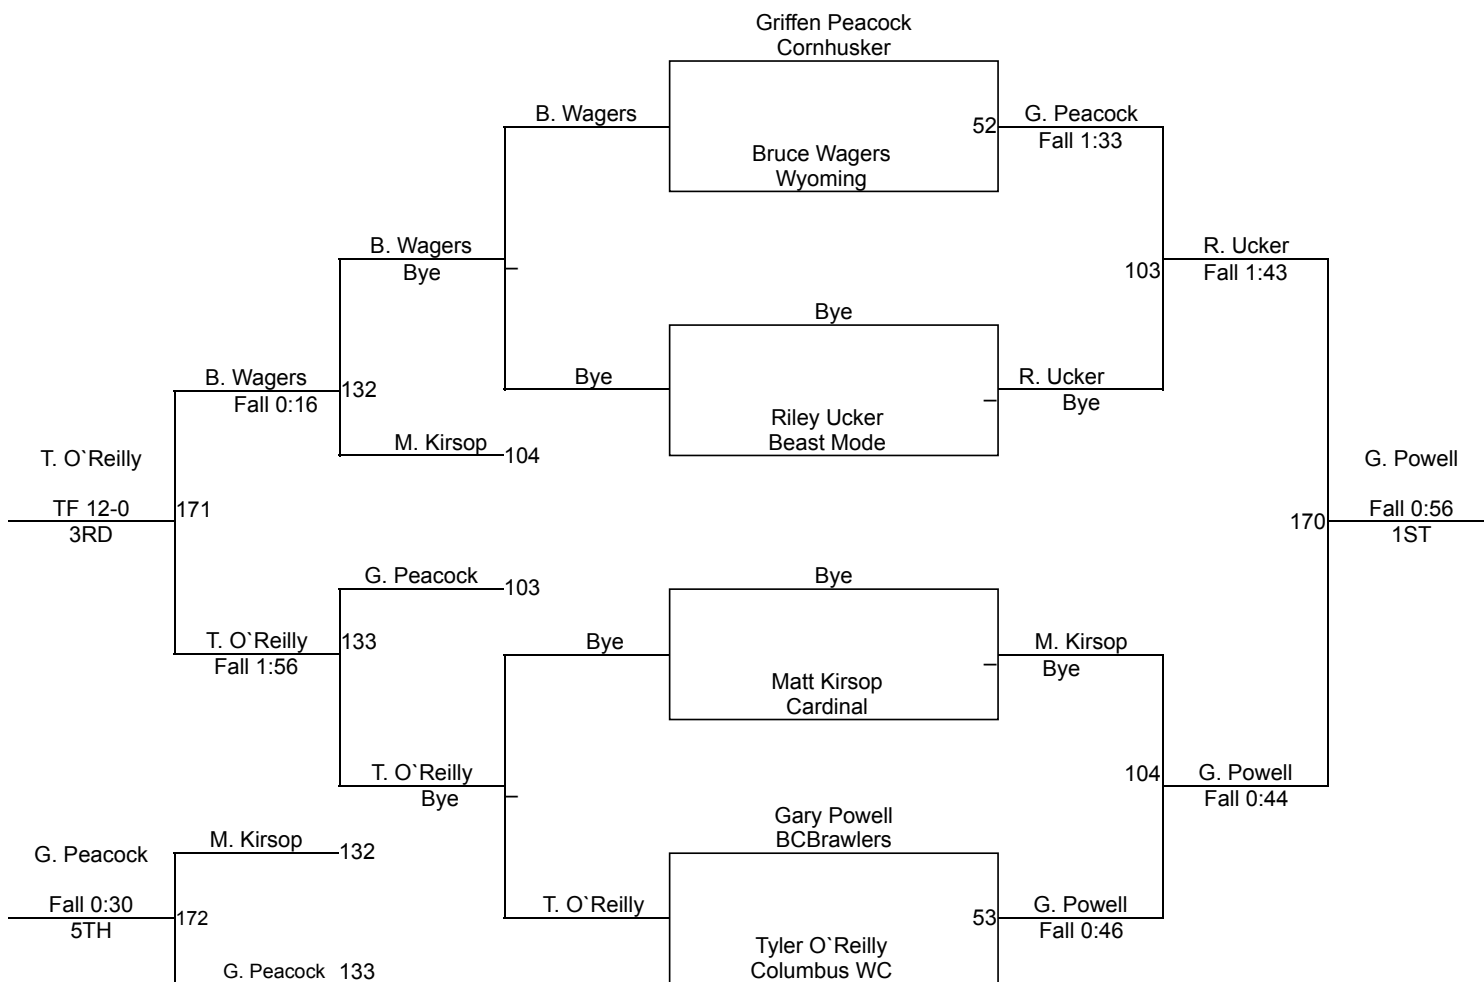 Griffen Peacock
Cornhusker
B. Wagers
52
G. Peacock
Fall 1:33
Bruce Wagers
Wyoming
B. Wagers
Bye
R. Ucker
Fall 1:43
103
Bye
B. Wagers
Fall 0:16
132
Bye
R. Ucker
Bye
Riley Ucker
Beast Mode
M. Kirsop
104
T. O`Reilly
TF 12-0
3RD
171
G. Powell
Fall 0:56
1ST
170
G. Peacock
103
Bye
T. O`Reilly
Fall 1:56
133
Bye
M. Kirsop
Bye
Matt Kirsop
Cardinal
T. O`Reilly
Bye
104
G. Powell
Fall 0:44
Gary Powell
BCBrawlers
G. Peacock
Fall 0:30
5TH
M. Kirsop
132
172
T. O`Reilly
53
G. Powell
Fall 0:46
Tyler O`Reilly
Columbus WC
G. Peacock
133